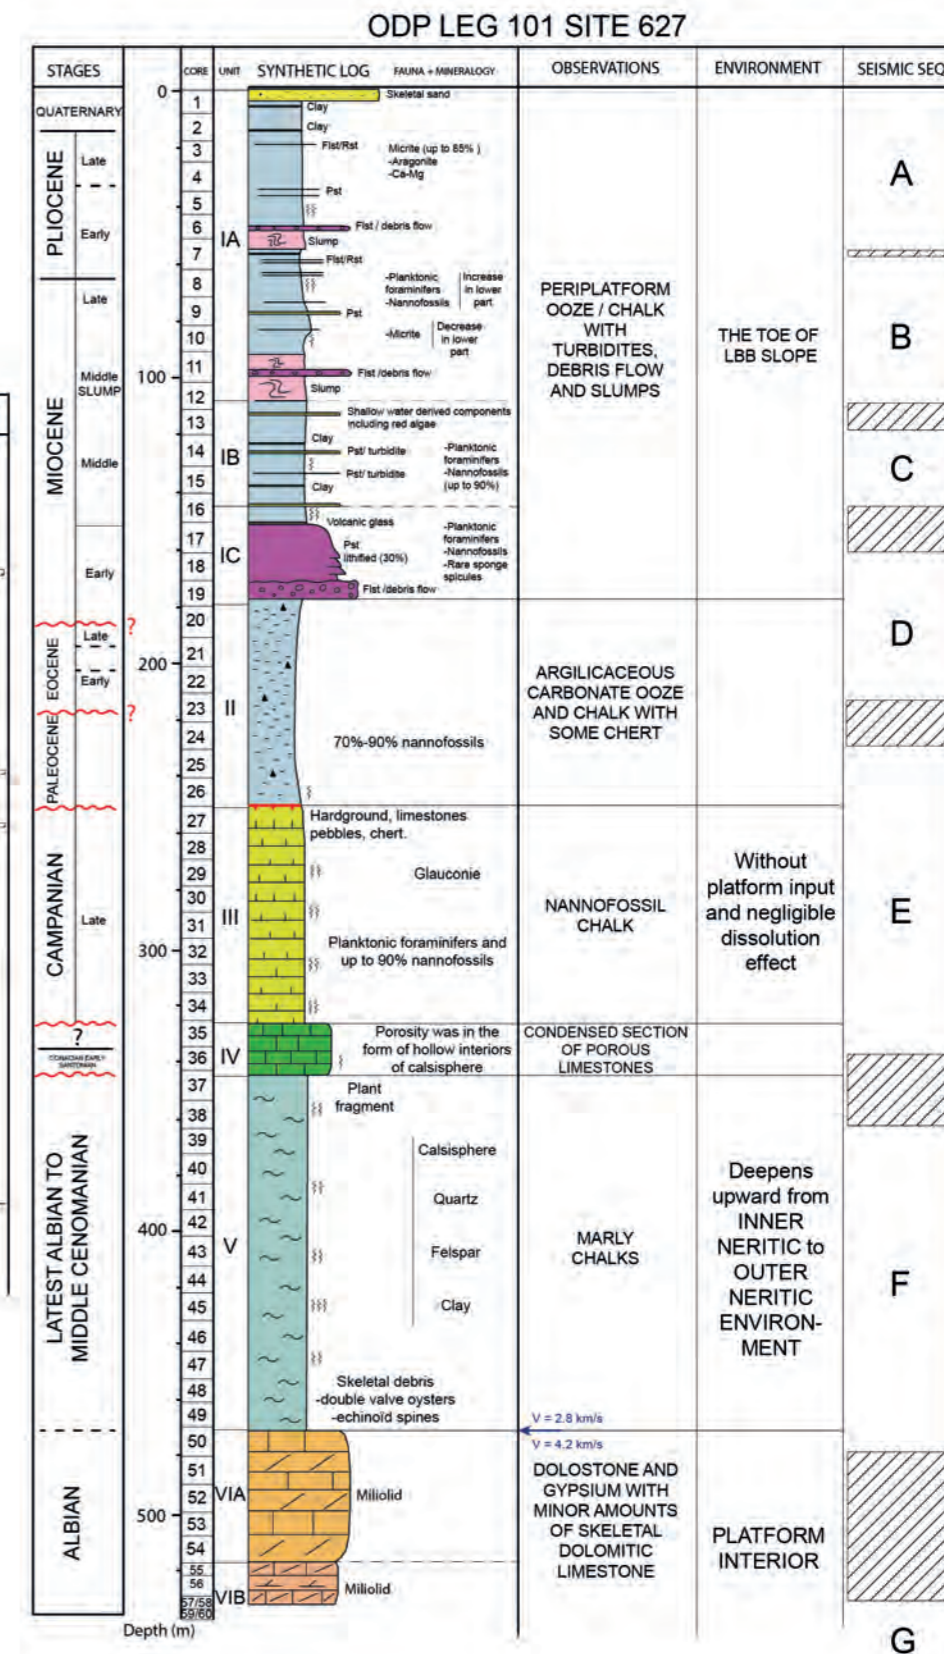 ODP LEG 101 SITE 627
STAGES
CORE
UNIT
SYNTHETIC LOG
FAUNA + MINERALOGY
OBSERVATIONS
ENVIRONMENT
SEISMIC SEQ
QUATERNARY
PLIOCENE
Late
Early
MIOCENE
Late
Middle
SLUMP
Middle
Early
EOCENE
Late
?
Early
?
PALEOCENE
CAMPANIAN
Late
?
LATEST ALBIAN TO
MIDDLE CENOMANIAN
ALBIAN
0
100
200
300
400
500
Depth (m)
1
2
3
4
5
6
7
8
9
10
11
12
13
14
15
16
17
18
19
20
21
22
23
24
25
26
27
28
29
30
31
32
33
34
35
36
37
38
39
40
41
42
43
44
45
46
47
48
49
50
51
52
53
54
55
56
57/58
59/60
IA
IB
IC
II
III
IV
V
VIA
VIB
Skeletal sand
Clay
Clay
Flst/Rst
Micrite (up to 85% )
-Aragonite
-Ca-Mg
Pst
Flst / debris flow
Slump
Flst/Rst
-Planktonic
foraminifers
-Nannofossils
Increase
in lower
part
Pst
-Micrite
Decrease
in lower
part
Flst /debris flow
Slump
Shallow water derived components
including red algae
Clay
Pst/ turbidite
Pst/ turbidite
Clay
-Planktonic
foraminifers
-Nannofossils
(up to 90%)
Volcanic glass
Pst
lithified (30%)
-Planktonic
foraminifers
-Nannofossils
-Rare sponge
spicules
Flst /debris flow
70%-90% nannofossils
Hardground, limestones
pebbles, chert.
Glauconie
Planktonic foraminifers and
up to 90% nannofossils
Porosity was in the
form of hollow interiors
of calsisphere
Plant
fragment
Calsisphere
Quartz
Felspar
Clay
Skeletal debris
-double valve oysters
-echinoid spines
Miliolid
Miliolid
PERIPLATFORM
OOZE / CHALK
WITH
TURBIDITES,
DEBRIS FLOW
AND SLUMPS
ARGILICACEOUS
CARBONATE OOZE
AND CHALK WITH
SOME CHERT
NANNOFOSSIL
CHALK
CONDENSED SECTION
OF POROUS
LIMESTONES
MARLY
CHALKS
V = 2.8 km/s
V = 4.2 km/s
DOLOSTONE AND
GYPSIUM WITH
MINOR AMOUNTS
OF SKELETAL
DOLOMITIC
LIMESTONE
THE TOE OF
LBB SLOPE
Without
platform input
and negligible
dissolution
effect
Deepens
upward from
INNER
NERITIC to
OUTER
NERITIC
ENVIRON-
MENT
PLATFORM
INTERIOR
A
B
C
D
E
F
G